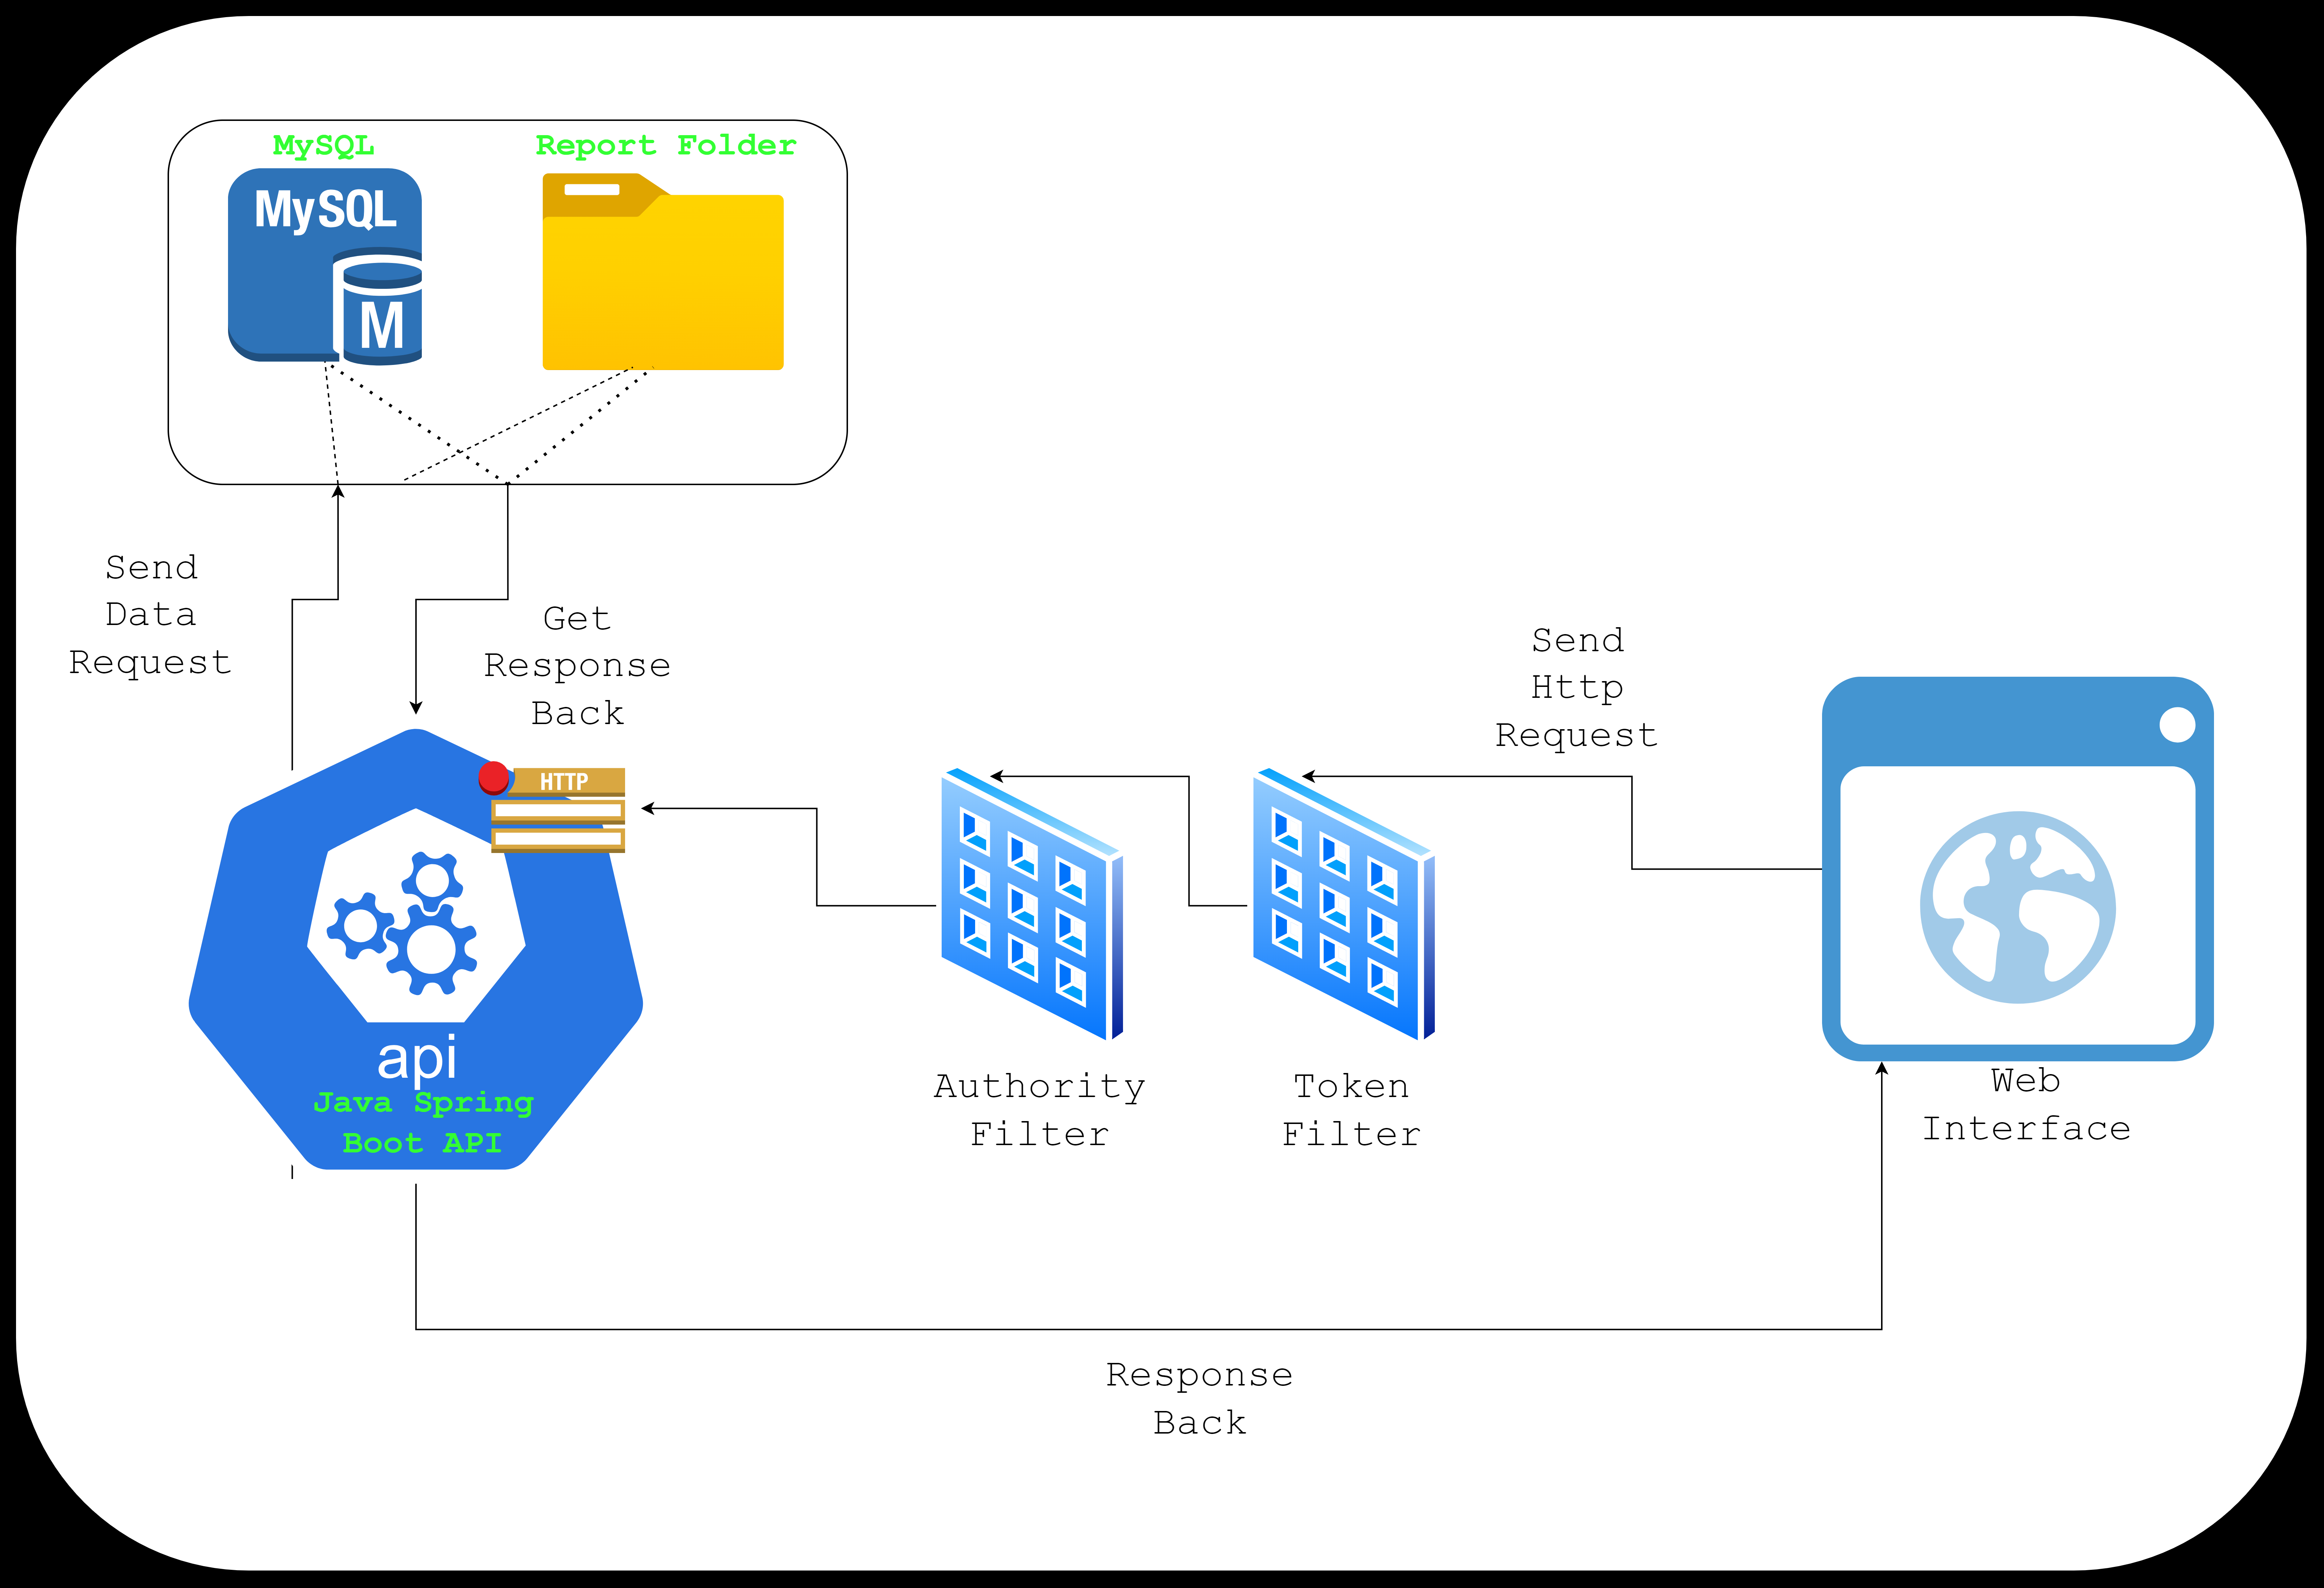 MySQL
Report Folder
MySQL
M
Send
Data
Request
Get
Response
Back
Send
Http
Request
HTTP
api
Java Spring
Boot API
Authority
Filter
Token
Filter
Web
Interface
Response
Back